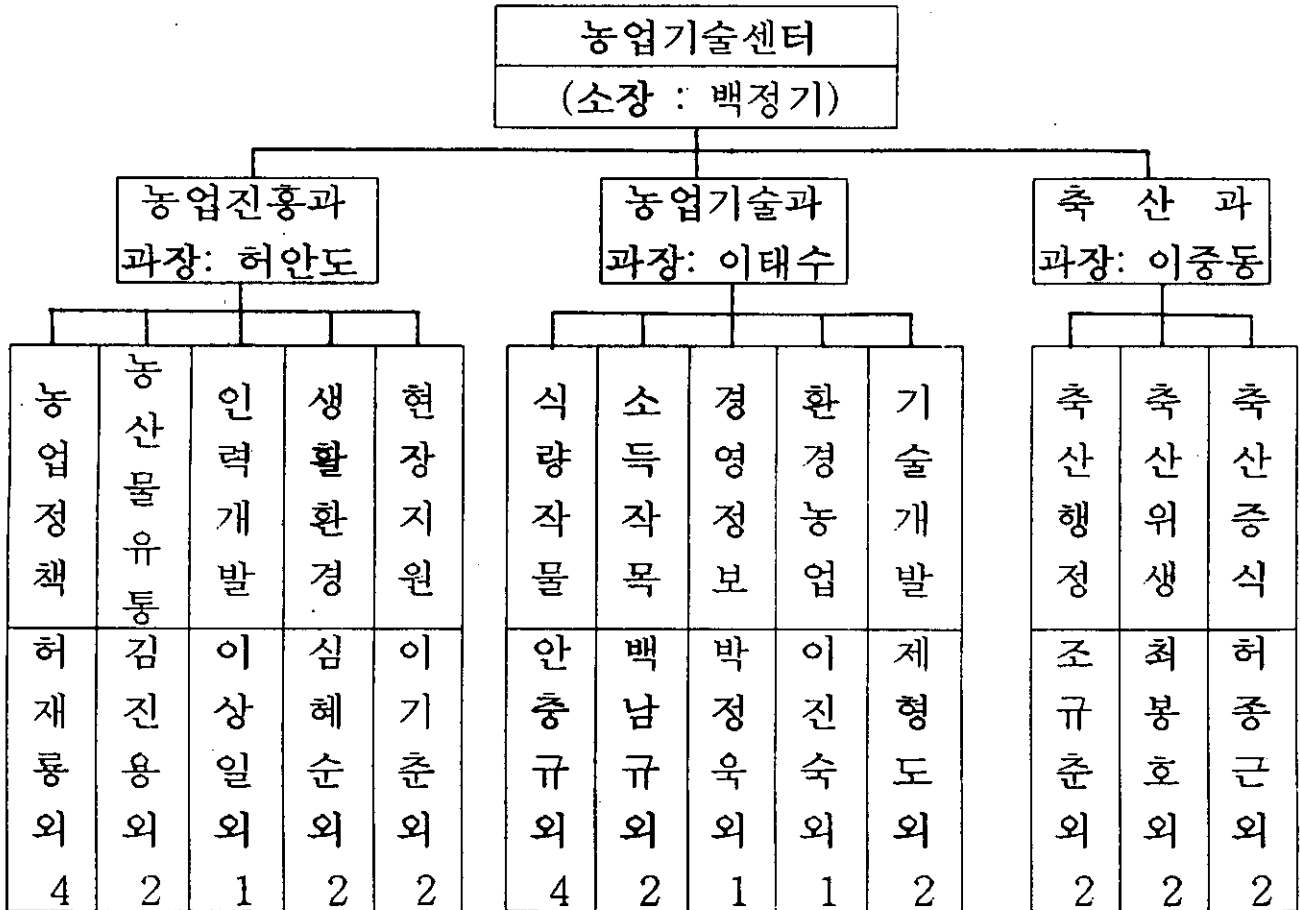 농업기술센터
(소장 : 백정기)
농업진흥과
과장: 허안도
농업기술과
과장: 이태수
축 산 과
과장: 이중동
농업정책
농산물유통
인력개발
생활환경
현장지원
식량작물
소득작목
경영정보
환경농업
기술개발
축산행정
축산위생
축산증식
허재룡외 4
김진용외 2
이상일외 1
심혜순외 2
이기춘외 2
안충규외 4
백남규외 2
박정욱외 1
이진숙외 1
제형도외 2
조규춘외 2
최봉호외 2
허종근외 2